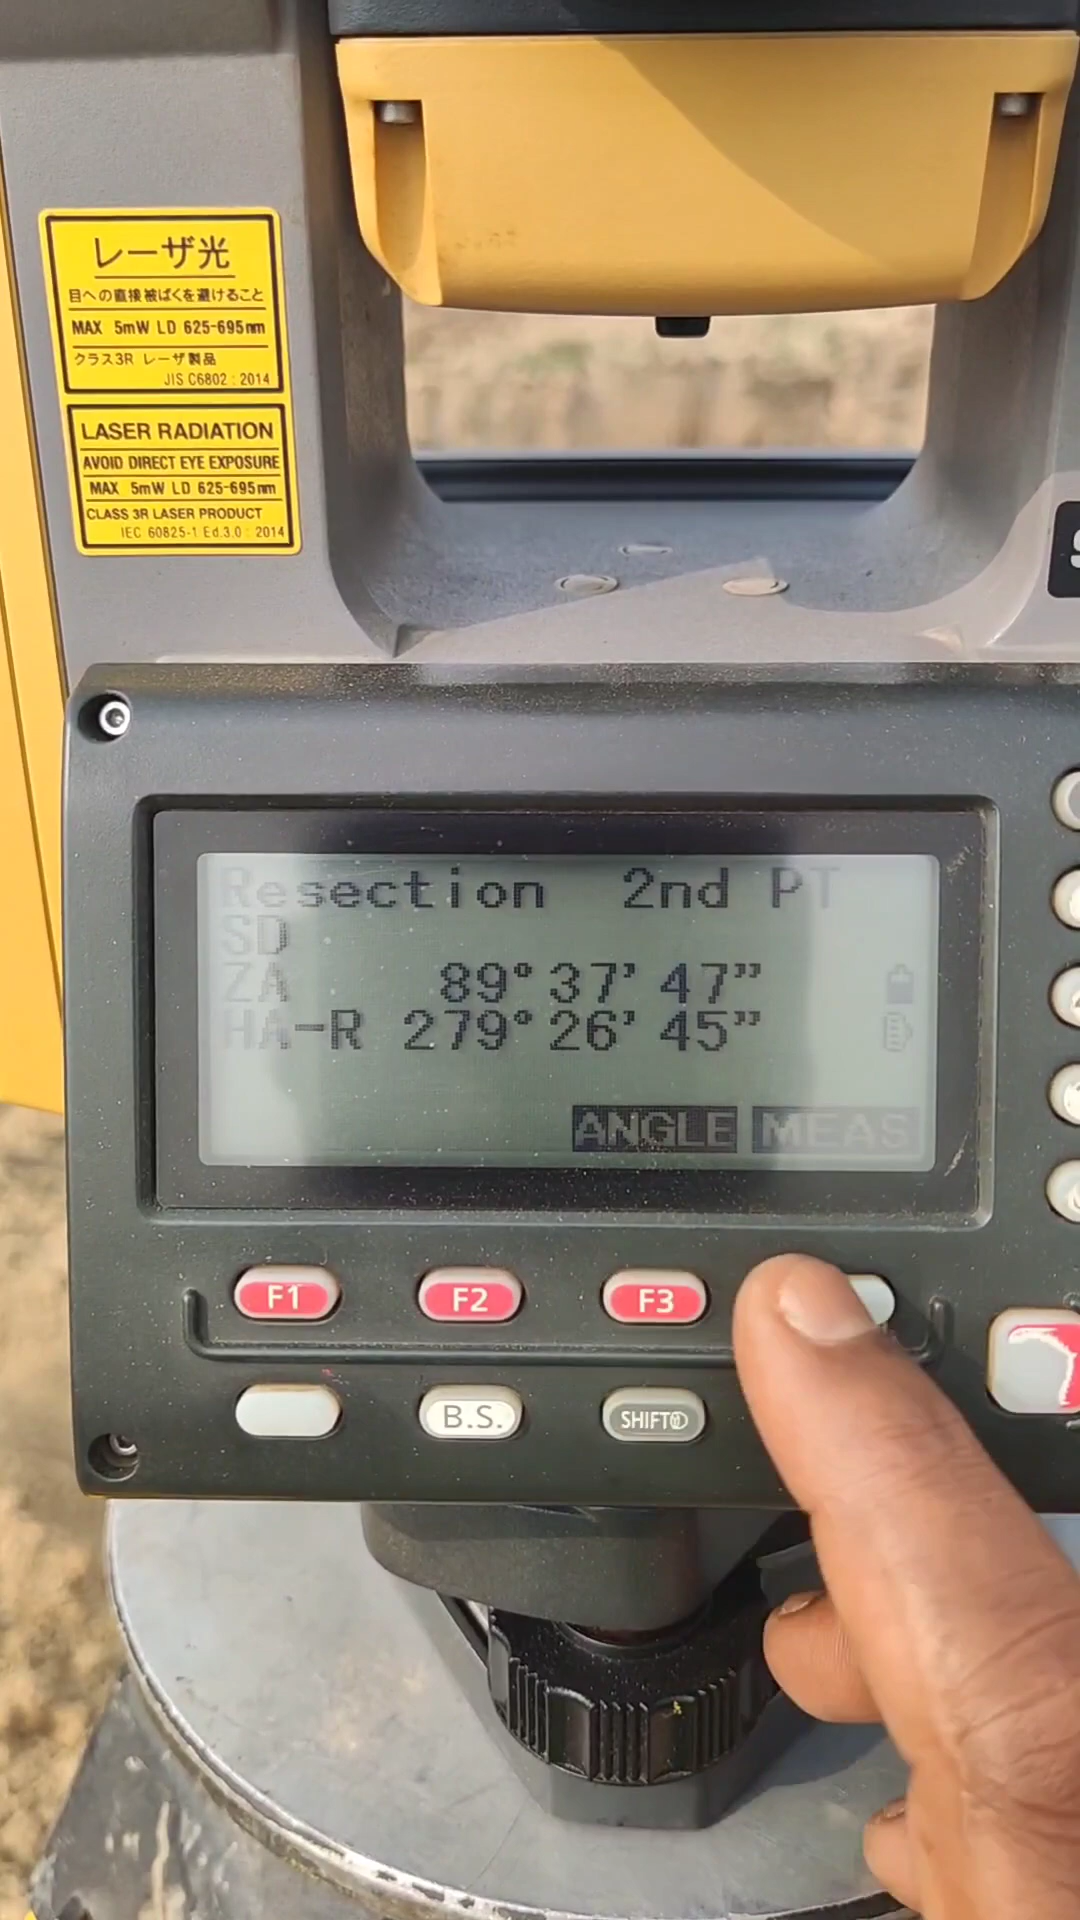 レーザ光
目への直接被ばくを避けること
MAX 5mW LD 625-695nm
クラス3R レーザ製品
JIS C6802 : 2014
LASER RADIATION
AVOID DIRECT EYE EXPOSURE
MAX 5mW LD 625-695nm
CLASS 3R LASER PRODUCT
IEC 60825-1 Ed.3.0 : 2014
Resection 2nd PT
SD
ZA 89° 37' 47"
HA-R 279° 26' 45"
ANGLE MEAS
F1 F2 F3
B.S. SHIFT